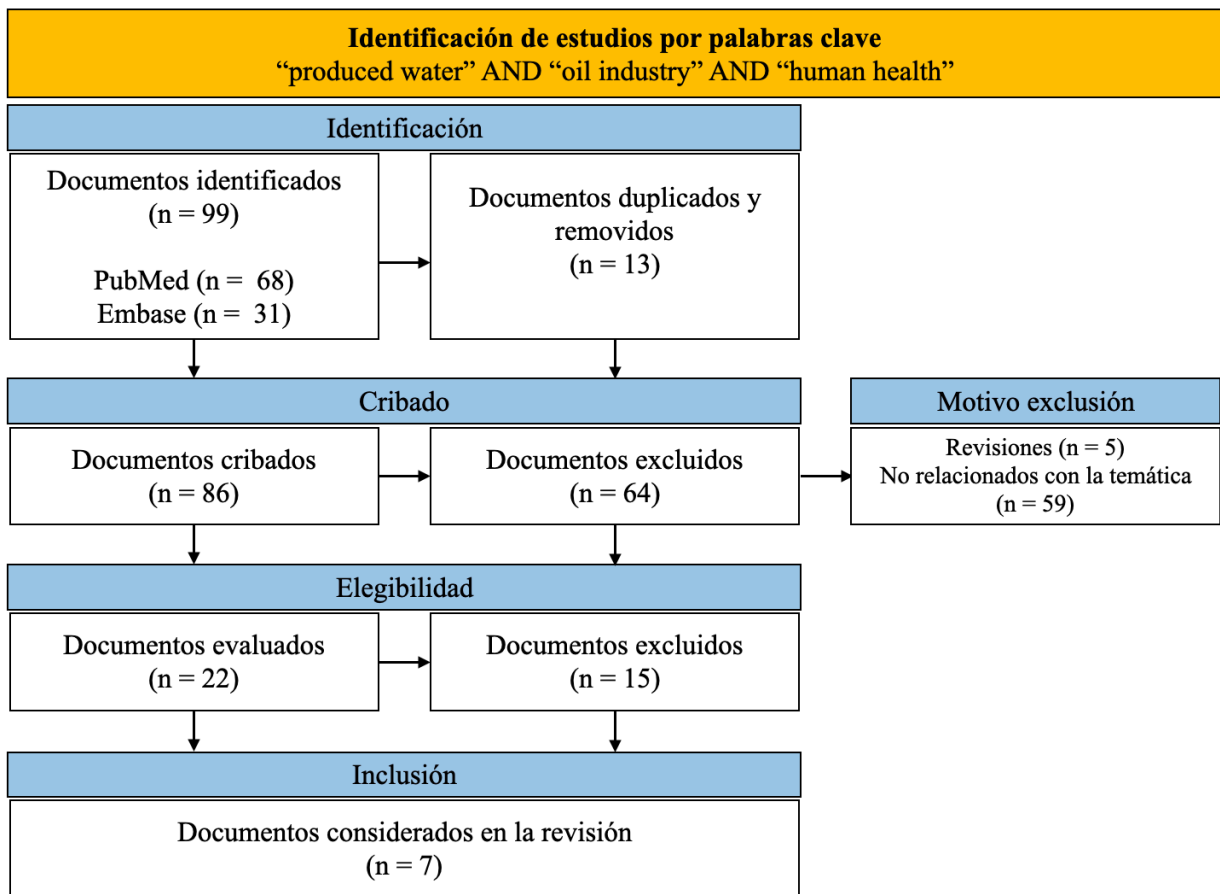 Identificación de estudios por palabras clave
“produced water” AND “oil industry” AND “human health”
Identificación
Documentos identificados
(n = 99)
PubMed (n =  68)
Embase (n =  31)
Documentos duplicados y
removidos
(n = 13)
Cribado
Documentos cribados
(n = 86)
Documentos excluidos
(n = 64)
Motivo exclusión
Revisiones (n = 5)
No relacionados con la temática
(n = 59)
Elegibilidad
Documentos evaluados
(n = 22)
Documentos excluidos
(n = 15)
Inclusión
Documentos considerados en la revisión
(n = 7)